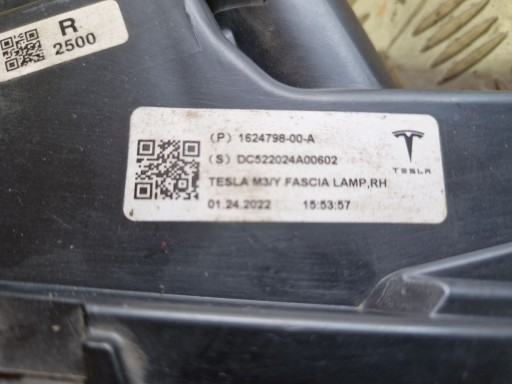 R
2500
(P) 1624798-00-A
(S) DC522024A00602
TESLA M3/Y FASCIA LAMP,RH
01.24.2022 15:53:57
TESLA